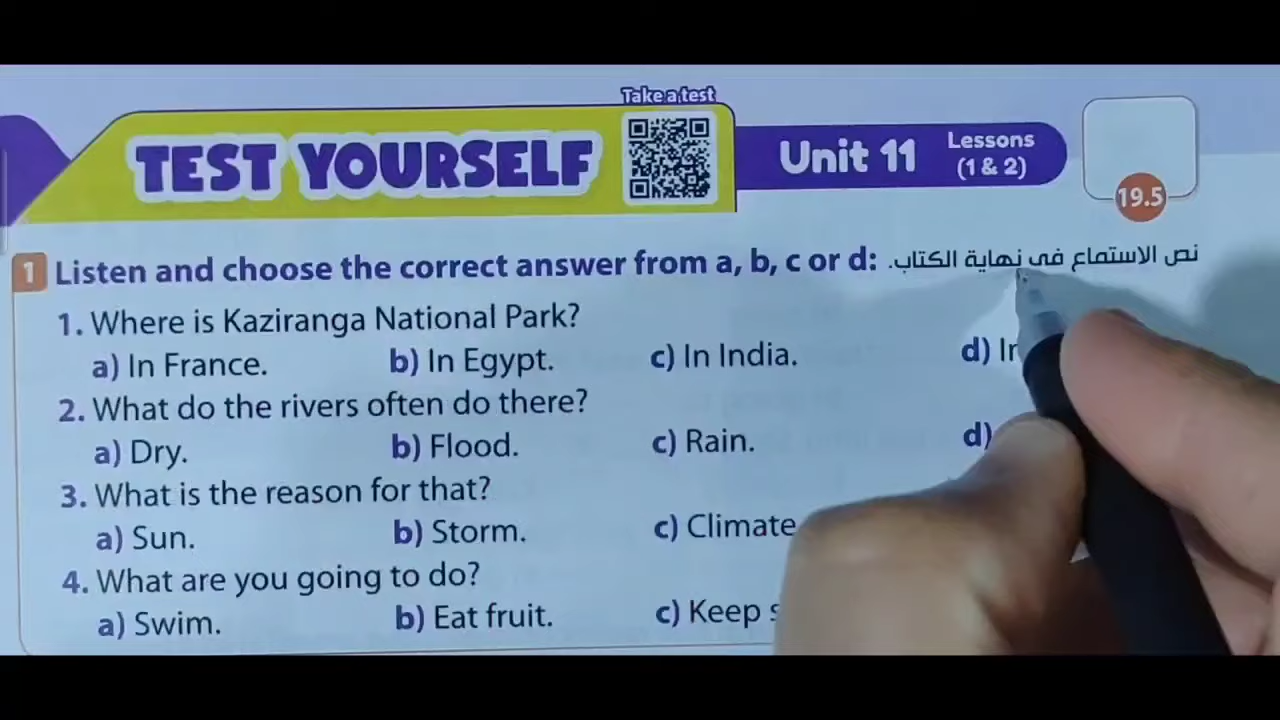 Take a test
TEST YOURSELF
Unit 11
Lessons
(1 & 2)
19.5
1 Listen and choose the correct answer from a, b, c or d: نص الاستماع فى نهاية الكتاب.
1. Where is Kaziranga National Park?
a) In France. b) In Egypt. c) In India. d)
2. What do the rivers often do there?
a) Dry. b) Flood. c) Rain. d)
3. What is the reason for that?
a) Sun. b) Storm. c) Climate
4. What are you going to do?
a) Swim. b) Eat fruit. c) Keep